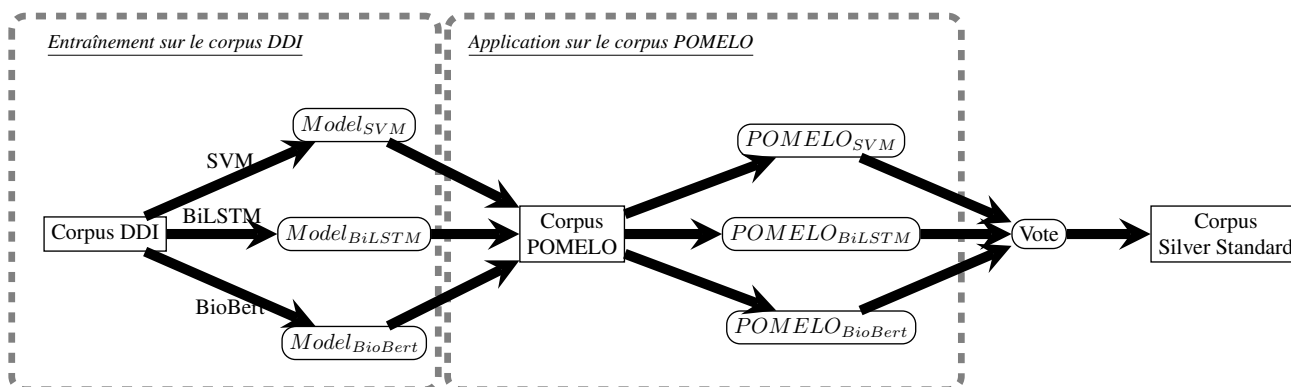 Entraînement sur le corpus DDI
Application sur le corpus POMELO
Model_SVM
POMELO_SVM
SVM
BiLSTM
Corpus DDI
Model_BiLSTM
Corpus
POMELO
POMELO_BiLSTM
Vote
Corpus
Silver Standard
BioBert
Model_BioBert
POMELO_BioBert